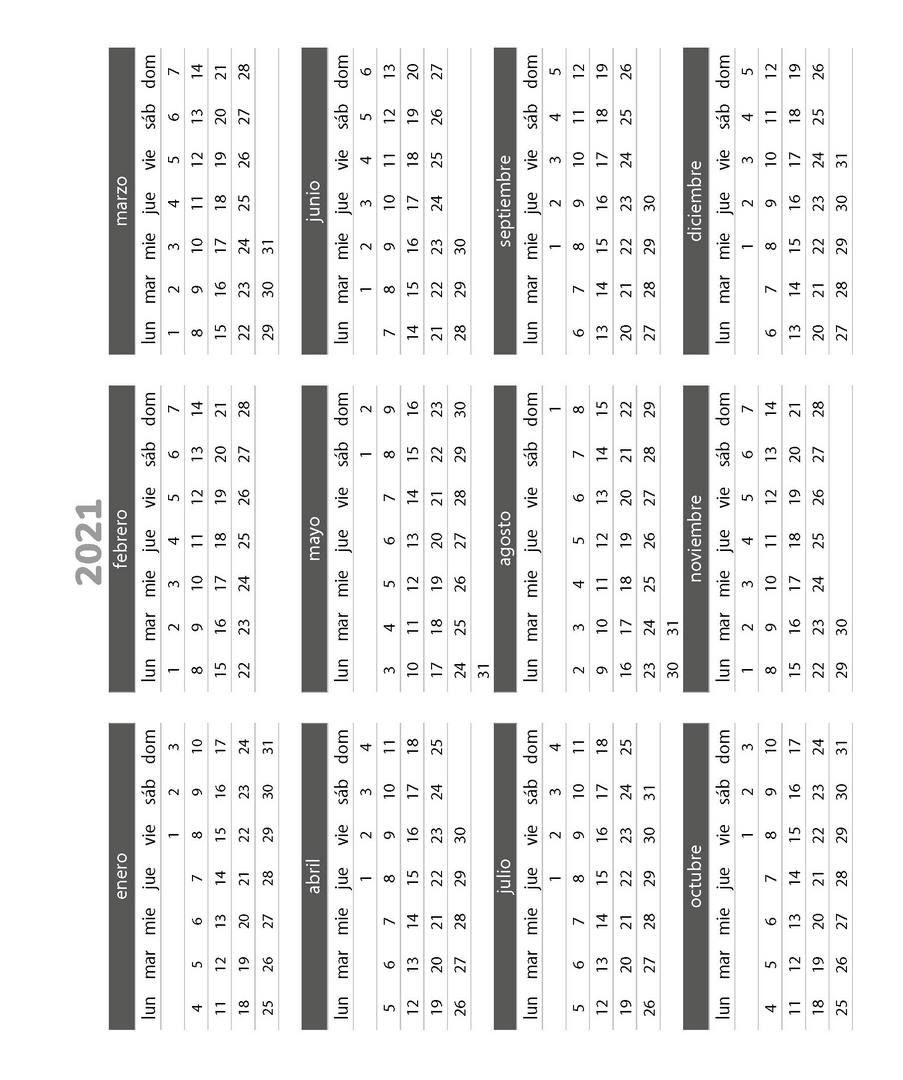 2021
enero
lun mar mie jue vie sáb dom
1 2 3
4 5 6 7 8 9 10
11 12 13 14 15 16 17
18 19 20 21 22 23 24
25 26 27 28 29 30 31
febrero
lun mar mie jue vie sáb dom
1 2 3 4 5 6 7
8 9 10 11 12 13 14
15 16 17 18 19 20 21
22 23 24 25 26 27 28
marzo
lun mar mie jue vie sáb dom
1 2 3 4 5 6 7
8 9 10 11 12 13 14
15 16 17 18 19 20 21
22 23 24 25 26 27 28
29 30 31
abril
lun mar mie jue vie sáb dom
1 2 3 4
5 6 7 8 9 10 11
12 13 14 15 16 17 18
19 20 21 22 23 24 25
26 27 28 29 30
mayo
lun mar mie jue vie sáb dom
1 2
3 4 5 6 7 8 9
10 11 12 13 14 15 16
17 18 19 20 21 22 23
24 25 26 27 28 29 30
31
junio
lun mar mie jue vie sáb dom
1 2 3 4 5 6
7 8 9 10 11 12 13
14 15 16 17 18 19 20
21 22 23 24 25 26 27
28 29 30
julio
lun mar mie jue vie sáb dom
1 2 3 4
5 6 7 8 9 10 11
12 13 14 15 16 17 18
19 20 21 22 23 24 25
26 27 28 29 30 31
agosto
lun mar mie jue vie sáb dom
1
2 3 4 5 6 7 8
9 10 11 12 13 14 15
16 17 18 19 20 21 22
23 24 25 26 27 28 29
30 31
septiembre
lun mar mie jue vie sáb dom
1 2 3 4 5
6 7 8 9 10 11 12
13 14 15 16 17 18 19
20 21 22 23 24 25 26
27 28 29 30
octubre
lun mar mie jue vie sáb dom
1 2 3
4 5 6 7 8 9 10
11 12 13 14 15 16 17
18 19 20 21 22 23 24
25 26 27 28 29 30 31
noviembre
lun mar mie jue vie sáb dom
1 2 3 4 5 6 7
8 9 10 11 12 13 14
15 16 17 18 19 20 21
22 23 24 25 26 27 28
29 30
diciembre
lun mar mie jue vie sáb dom
1 2 3 4 5
6 7 8 9 10 11 12
13 14 15 16 17 18 19
20 21 22 23 24 25 26
27 28 29 30 31